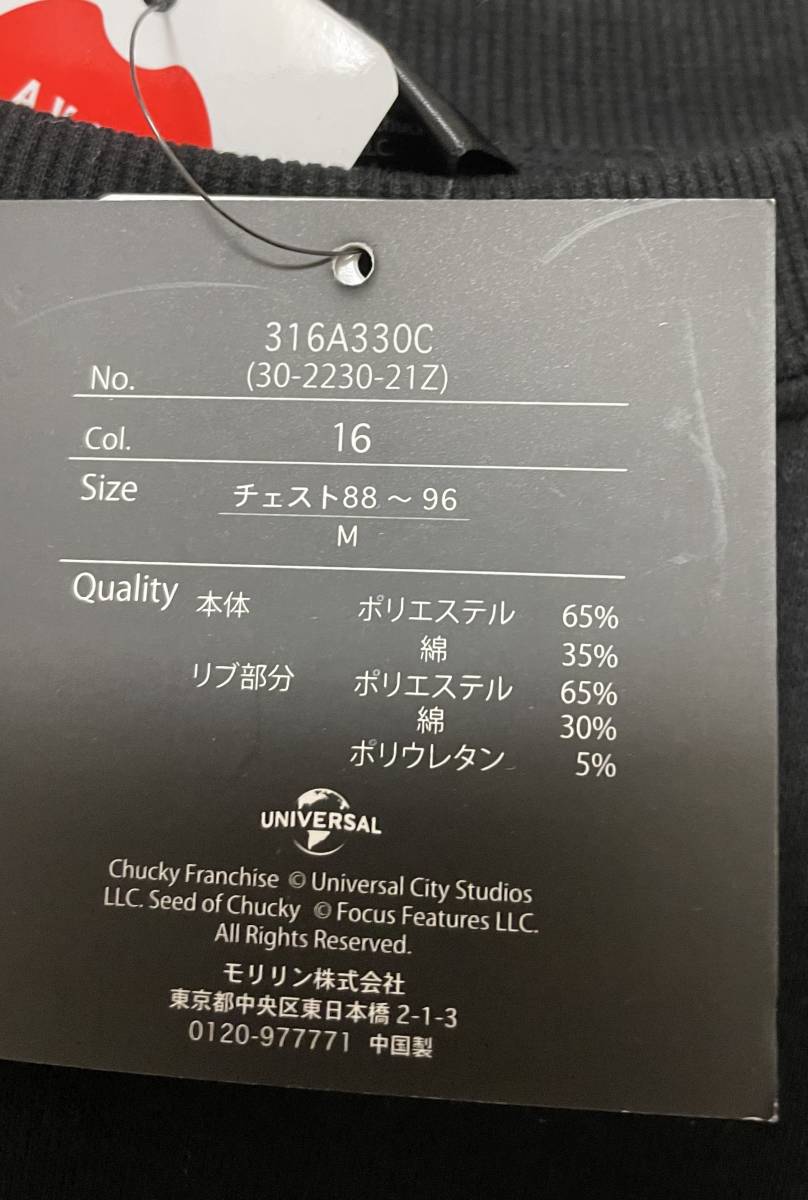 316A330C
No. (30-2230-21Z)
Col. 16
Size チェスト88 ～ 96
M
Quality 本体 ポリエステル 65%
綿 35%
リブ部分 ポリエステル 65%
綿 30%
ポリウレタン 5%
UNIVERSAL
Chucky Franchise © Universal City Studios
LLC. Seed of Chucky © Focus Features LLC.
All Rights Reserved.
モリリン株式会社
東京都中央区東日本橋 2-1-3
0120-977771 中国製